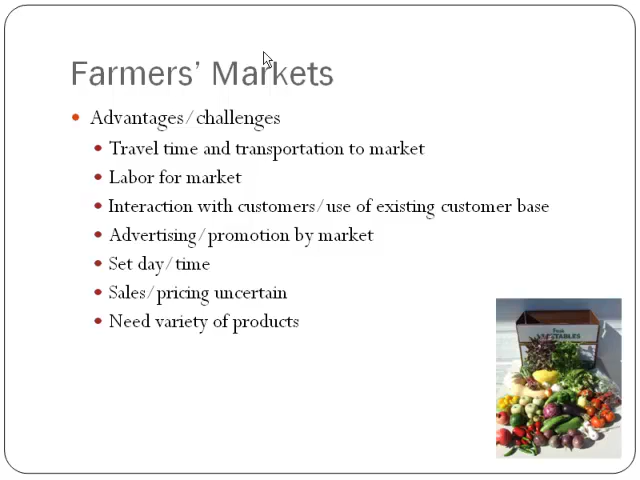 Farmers’ Markets
Advantages/challenges
Travel time and transportation to market
Labor for market
Interaction with customers/use of existing customer base
Advertising/promotion by market
Set day/time
Sales/pricing uncertain
Need variety of products